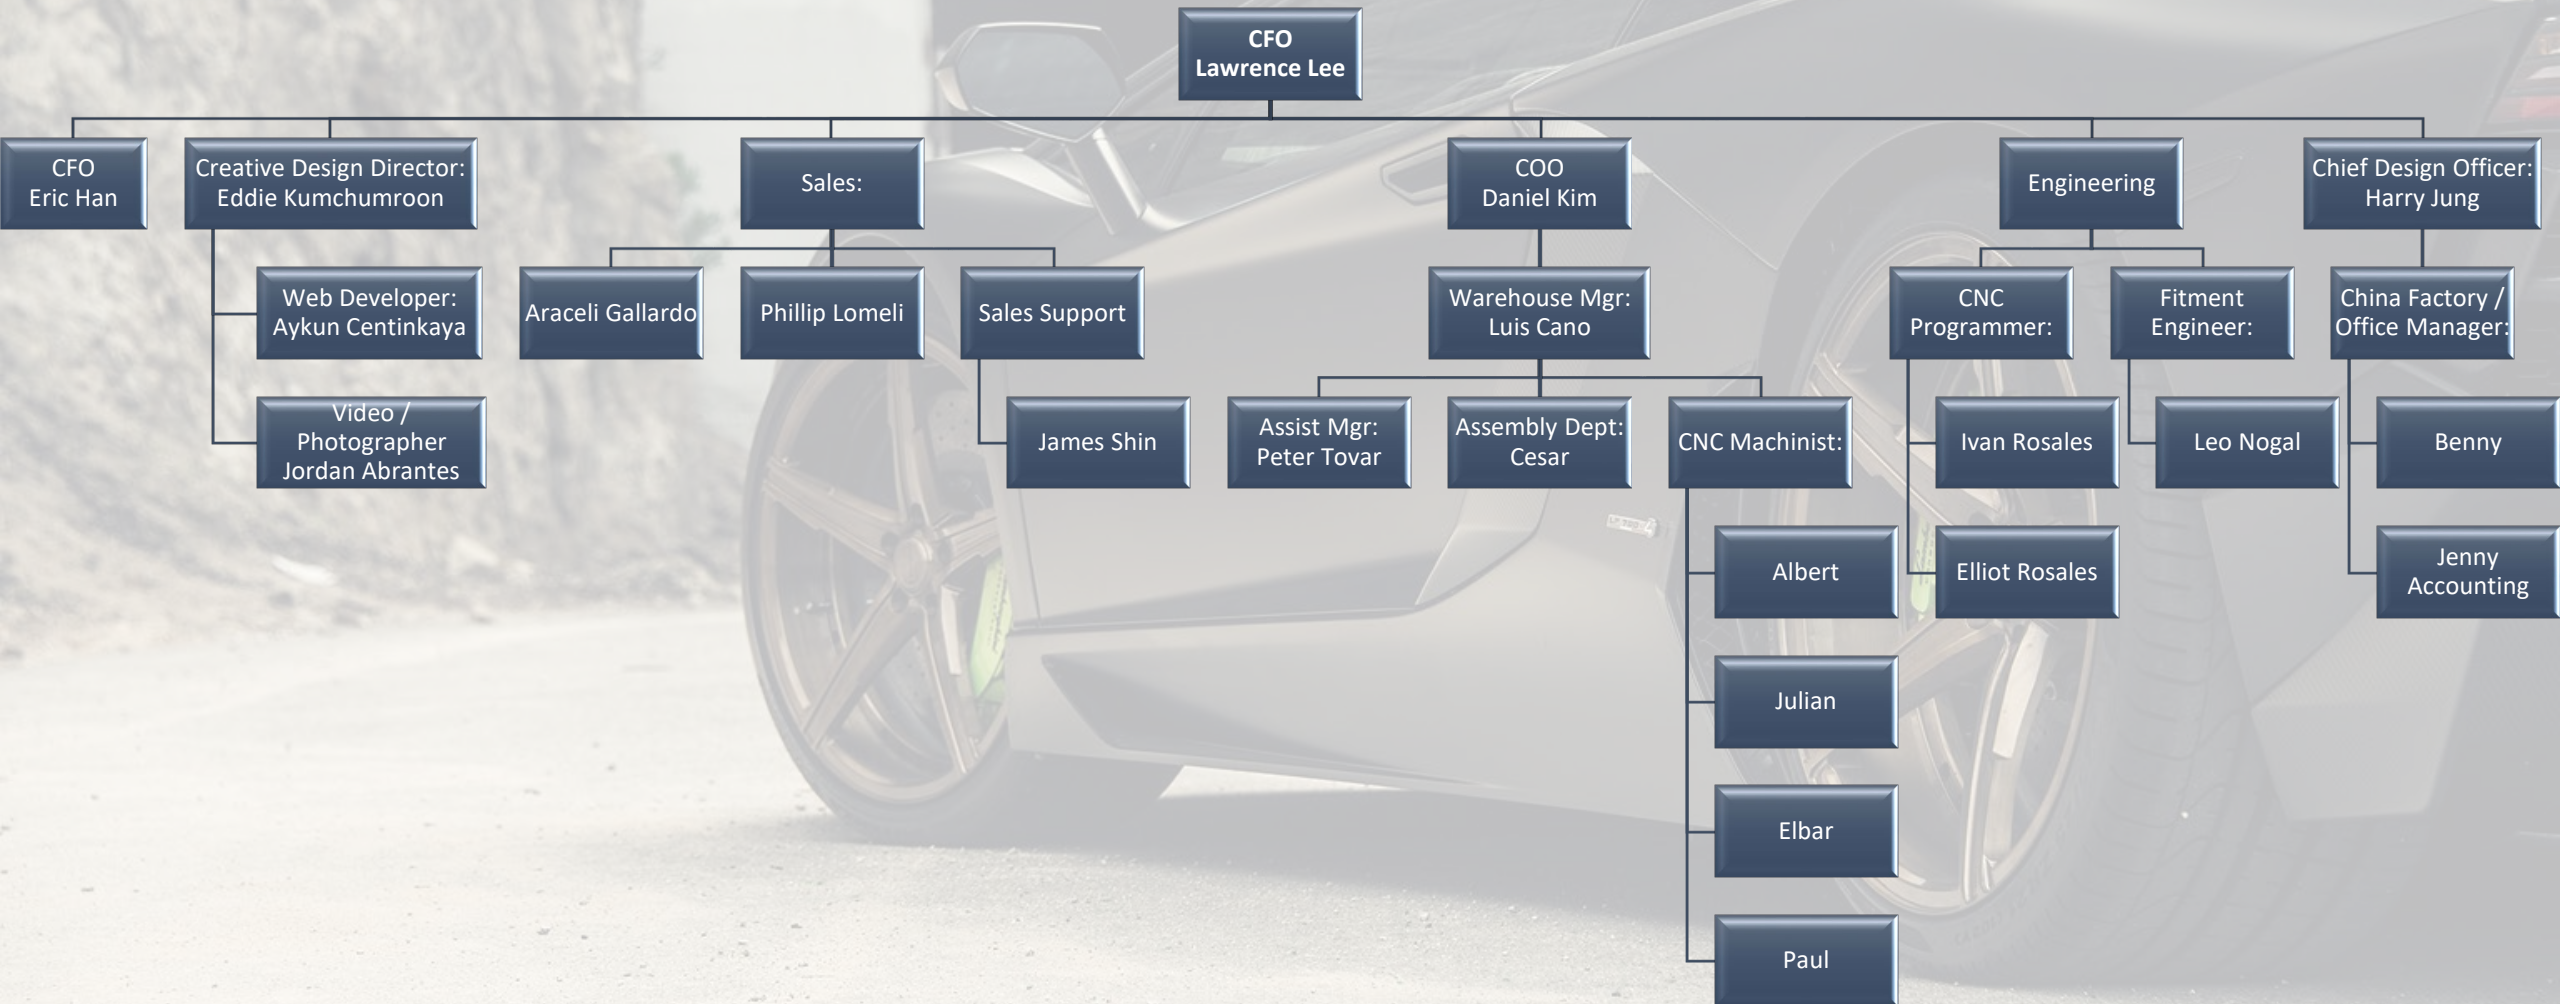 CFO
Lawrence Lee
CFO
Eric Han
Creative Design Director:
Eddie Kumchumroon
Sales:
COO
Daniel Kim
Engineering
Chief Design Officer:
Harry Jung
Web Developer:
Aykun Centinkaya
Araceli Gallardo
Phillip Lomeli
Sales Support
Warehouse Mgr:
Luis Cano
CNC
Programmer:
Fitment
Engineer:
China Factory /
Office Manager:
Video /
Photographer
Jordan Abrantes
James Shin
Assist Mgr:
Peter Tovar
Assembly Dept:
Cesar
CNC Machinist:
Ivan Rosales
Leo Nogal
Benny
Albert
Elliot Rosales
Jenny
Accounting
Julian
Elbar
Paul